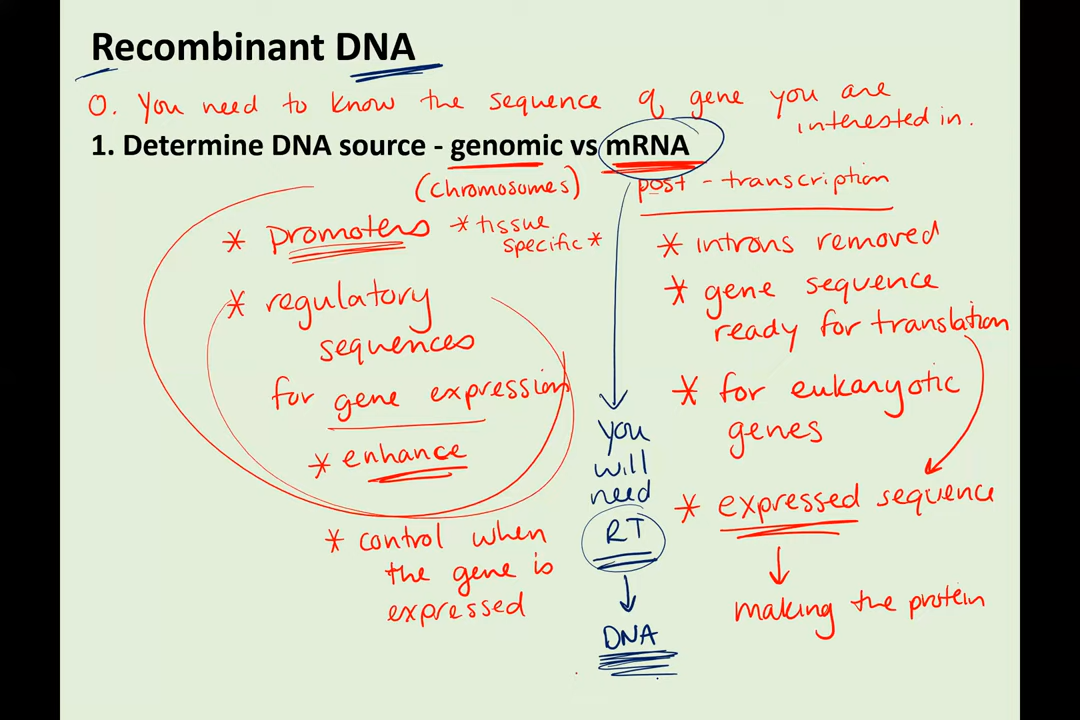 Recombinant DNA
O. You need to know the sequence of gene you are
interested in.
1. Determine DNA source - genomic vs mRNA
(chromosomes)
* promoters * tissue
specific *
* regulatory
sequences
for gene expression
* enhance
* control when
the gene is
expressed
post - transcription
* introns removed
* gene sequence
ready for translation
* for eukaryotic
genes
* expressed sequence
making the protein
you
will
need
RT
DNA